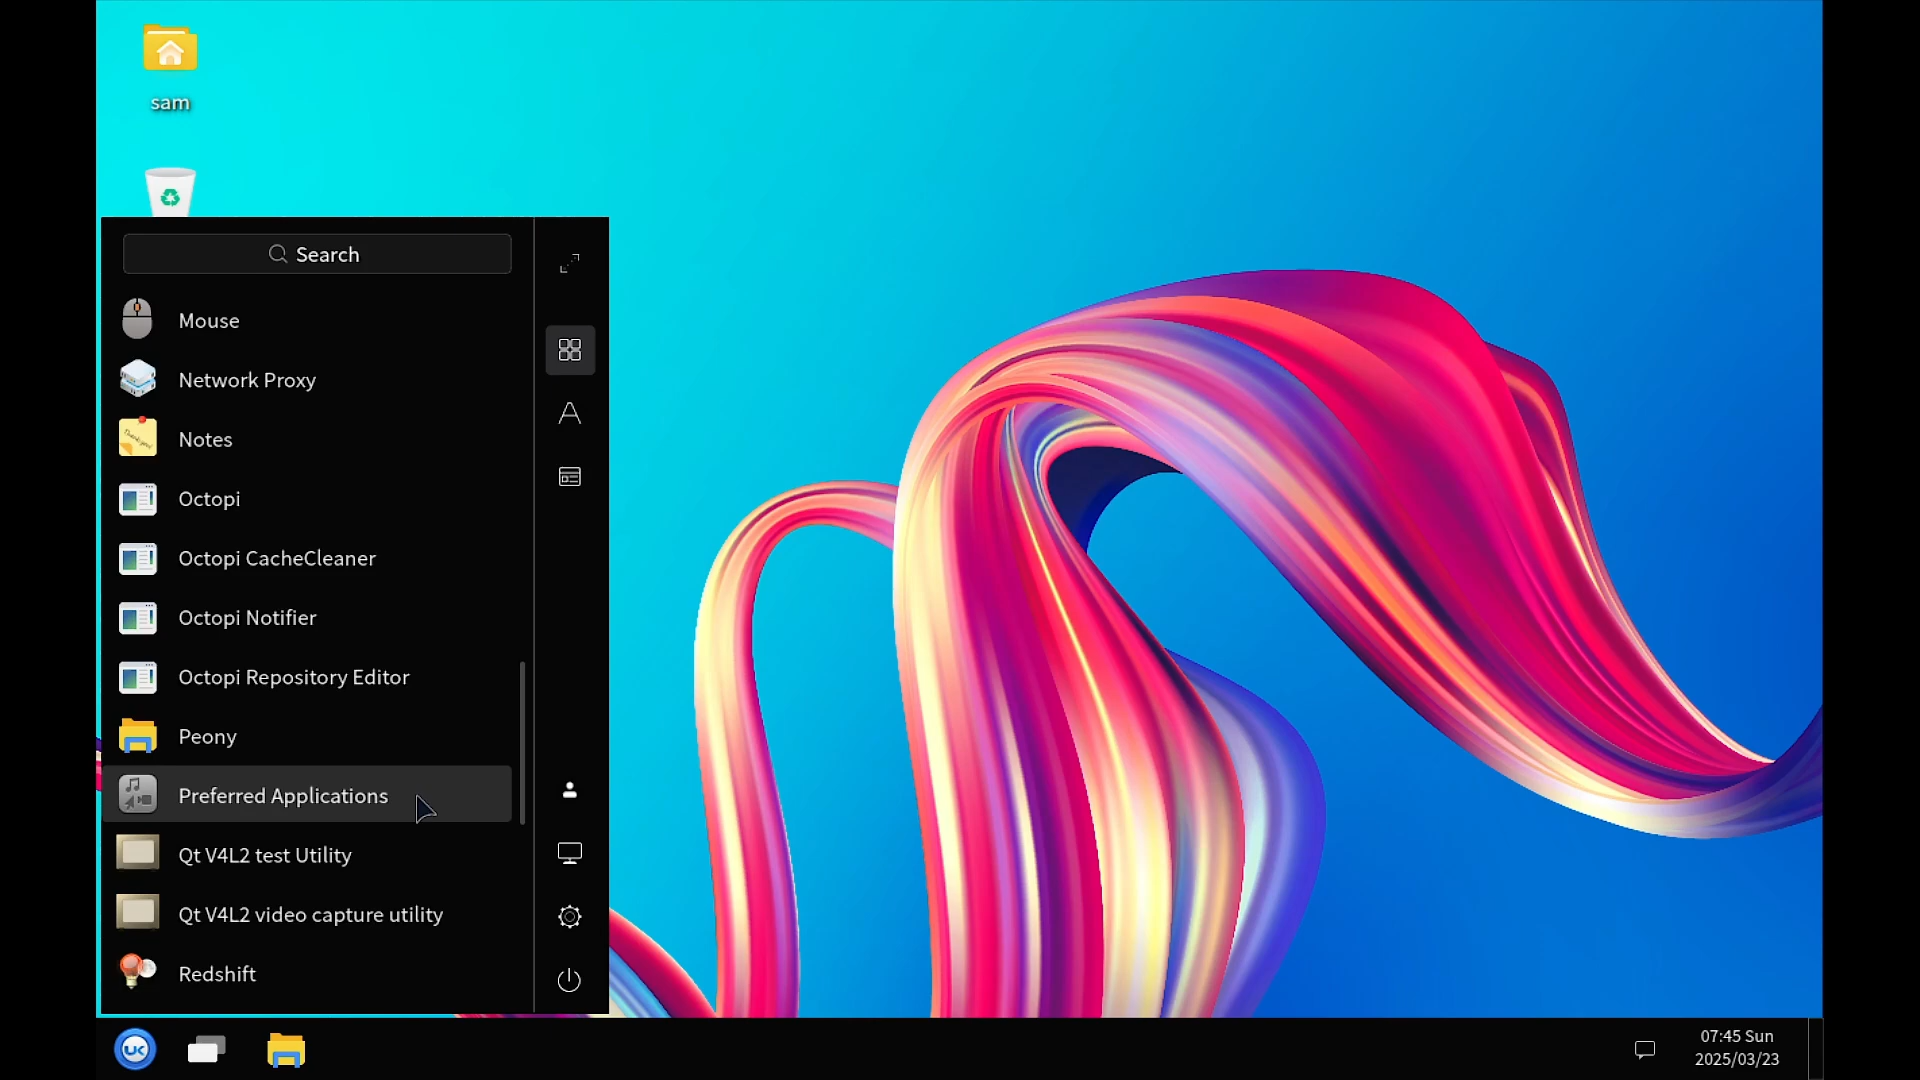 sam
Search
Mouse
Network Proxy
Notes
Octopi
Octopi CacheCleaner
Octopi Notifier
Octopi Repository Editor
Peony
Preferred Applications
Qt V4L2 test Utility
Qt V4L2 video capture utility
Redshift
UK
07:45 Sun
2025/03/23